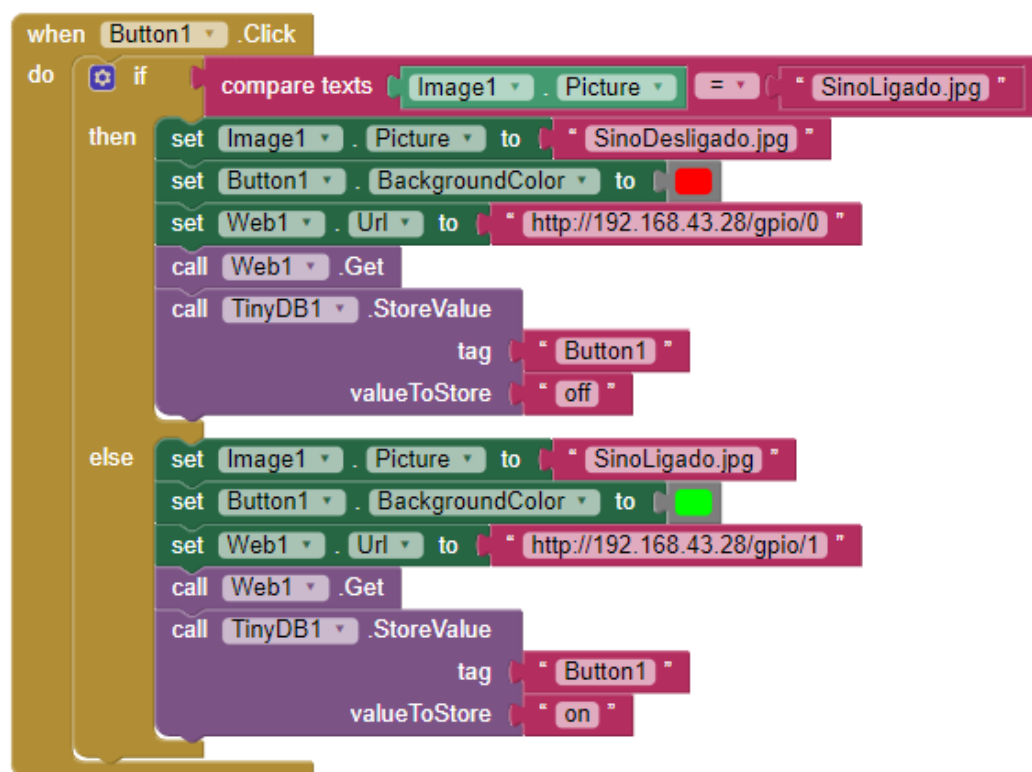 when Button1 .Click
do if compare texts Image1 . Picture = " SinoLigado.jpg "
then set Image1 . Picture to " SinoDesligado.jpg "
set Button1 . BackgroundColor to
set Web1 . Url to " http://192.168.43.28/gpio/0 "
call Web1 .Get
call TinyDB1 .StoreValue
tag " Button1 "
valueToStore " off "
else set Image1 . Picture to " SinoLigado.jpg "
set Button1 . BackgroundColor to
set Web1 . Url to " http://192.168.43.28/gpio/1 "
call Web1 .Get
call TinyDB1 .StoreValue
tag " Button1 "
valueToStore " on "